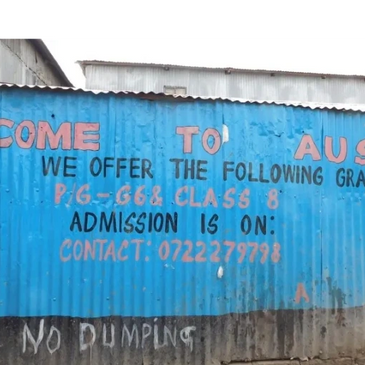 COME TO AUS
WE OFFER THE FOLLOWING GRA
P/G-G6& CLASS 8
ADMISSION IS ON:
CONTACT: 0722279798
A
NO DUMPING